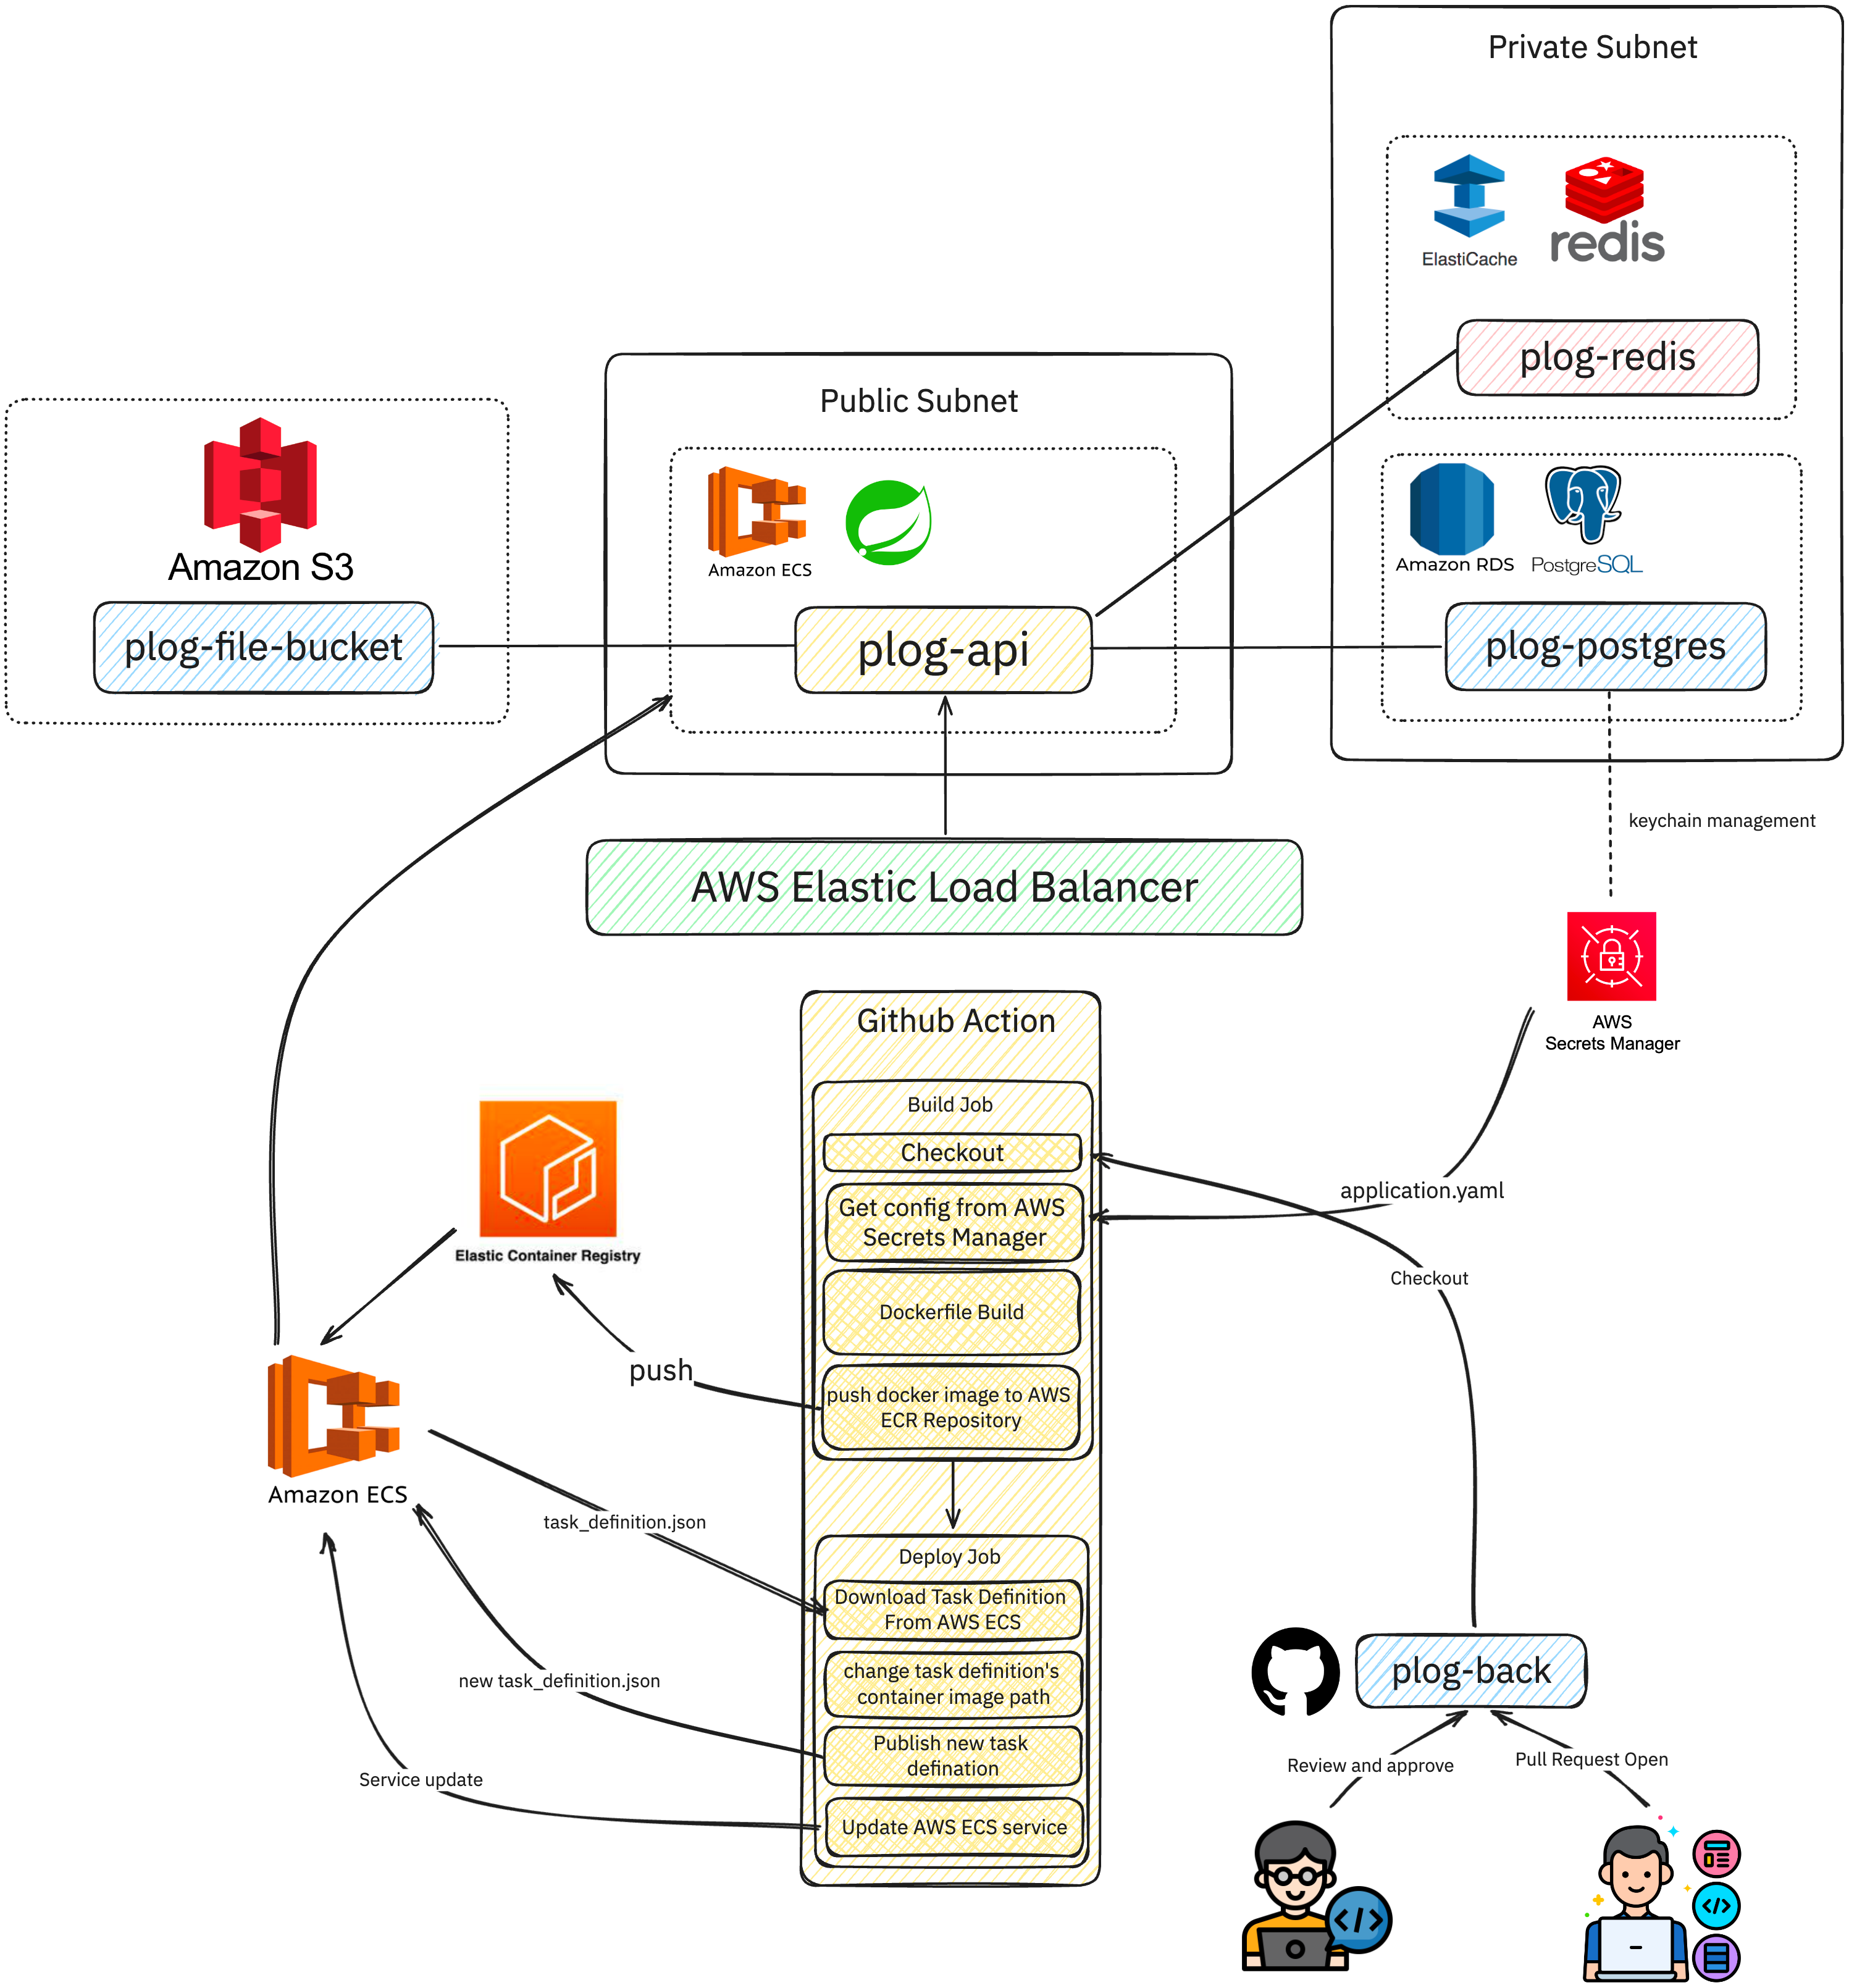 Private Subnet
ElastiCache
redis
plog-redis
Public Subnet
Amazon S3
plog-file-bucket
Amazon ECS
plog-api
Amazon RDS
PostgreSQL
plog-postgres
keychain management
AWS Elastic Load Balancer
AWS
Secrets Manager
Github Action
Build Job
Checkout
Get config from AWS
Secrets Manager
application.yaml
Checkout
Dockerfile Build
push docker image to AWS
ECR Repository
Elastic Container Registry
push
Amazon ECS
task_definition.json
Deploy Job
Download Task Definition
From AWS ECS
change task definition's
container image path
new task_definition.json
Publish new task
defination
Service update
Update AWS ECS service
plog-back
Review and approve
Pull Request Open